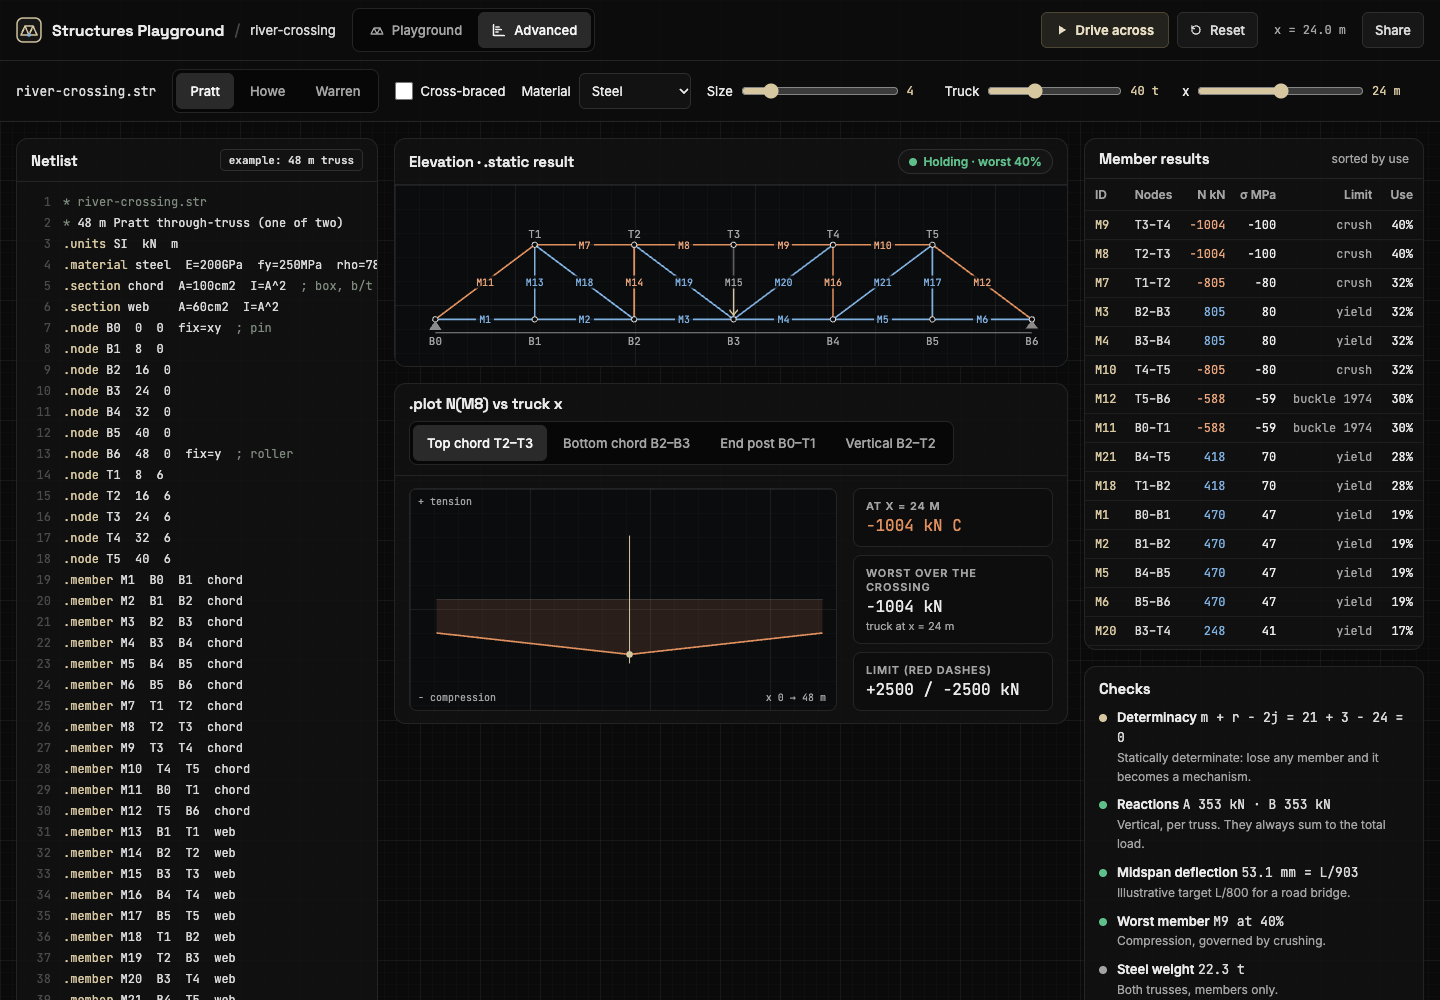 Structures Playground / river-crossing
Playground
Advanced
Drive across
Reset
x = 24.0 m
Share
river-crossing.str
Pratt
Howe
Warren
Cross-braced
Material
Steel
Size
4
Truck
40 t
x
24 m
Netlist
example: 48 m truss
1 * river-crossing.str
2 * 48 m Pratt through-truss (one of two)
3 .units SI kN m
4 .material steel E=200GPa fy=250MPa rho=78
5 .section chord A=100cm2 I=A^2 ; box, b/t
6 .section web A=60cm2 I=A^2
7 .node B0 0 0 fix=xy ; pin
8 .node B1 8 0
9 .node B2 16 0
10 .node B3 24 0
11 .node B4 32 0
12 .node B5 40 0
13 .node B6 48 0 fix=y ; roller
14 .node T1 8 6
15 .node T2 16 6
16 .node T3 24 6
17 .node T4 32 6
18 .node T5 40 6
19 .member M1 B0 B1 chord
20 .member M2 B1 B2 chord
21 .member M3 B2 B3 chord
22 .member M4 B3 B4 chord
23 .member M5 B4 B5 chord
24 .member M6 B5 B6 chord
25 .member M7 T1 T2 chord
26 .member M8 T2 T3 chord
27 .member M9 T3 T4 chord
28 .member M10 T4 T5 chord
29 .member M11 B0 T1 chord
30 .member M12 T5 B6 chord
31 .member M13 B1 T1 web
32 .member M14 B2 T2 web
33 .member M15 B3 T3 web
34 .member M16 B4 T4 web
35 .member M17 B5 T5 web
36 .member M18 T1 B2 web
37 .member M19 T2 B3 web
38 .member M20 B3 T4 web
39 .member M21 B4 T5 web
Elevation · .static result
Holding · worst 40%
T1 T2 T3 T4 T5
M7 M8 M9 M10
M11 M13 M18 M14 M19 M15 M20 M16 M21 M17 M12
M1 M2 M3 M4 M5 M6
B0 B1 B2 B3 B4 B5 B6
.plot N(M8) vs truck x
Top chord T2–T3
Bottom chord B2–B3
End post B0–T1
Vertical B2–T2
+ tension
- compression
x 0 → 48 m
AT X = 24 M
-1004 kN C
WORST OVER THE
CROSSING
-1004 kN
truck at x = 24 m
LIMIT (RED DASHES)
+2500 / -2500 kN
Member results
sorted by use
ID Nodes N kN σ MPa Limit Use
M9 T3–T4 -1004 -100 crush 40%
M8 T2–T3 -1004 -100 crush 40%
M7 T1–T2 -805 -80 crush 32%
M3 B2–B3 805 80 yield 32%
M4 B3–B4 805 80 yield 32%
M10 T4–T5 -805 -80 crush 32%
M12 T5–B6 -588 -59 buckle 1974 30%
M11 B0–T1 -588 -59 buckle 1974 30%
M21 B4–T5 418 70 yield 28%
M18 T1–B2 418 70 yield 28%
M1 B0–B1 470 47 yield 19%
M2 B1–B2 470 47 yield 19%
M5 B4–B5 470 47 yield 19%
M6 B5–B6 470 47 yield 19%
M20 B3–T4 248 41 yield 17%
Checks
Determinacy m + r - 2j = 21 + 3 - 24 =
0
Statically determinate: lose any member and it
becomes a mechanism.
Reactions A 353 kN · B 353 kN
Vertical, per truss. They always sum to the total
load.
Midspan deflection 53.1 mm = L/903
Illustrative target L/800 for a road bridge.
Worst member M9 at 40%
Compression, governed by crushing.
Steel weight 22.3 t
Both trusses, members only.